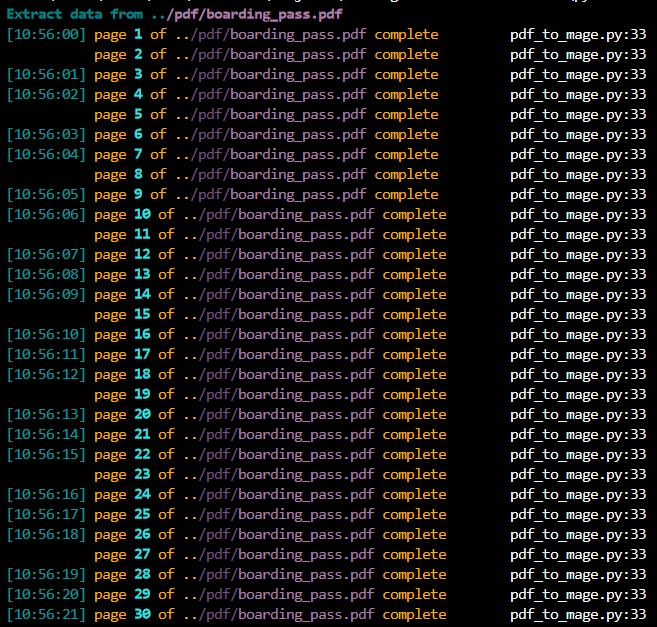 Extract data from ../pdf/boarding_pass.pdf
[10:56:00] page 1 of ../pdf/boarding_pass.pdf complete pdf_to_mage.py:33
page 2 of ../pdf/boarding_pass.pdf complete pdf_to_mage.py:33
[10:56:01] page 3 of ../pdf/boarding_pass.pdf complete pdf_to_mage.py:33
[10:56:02] page 4 of ../pdf/boarding_pass.pdf complete pdf_to_mage.py:33
page 5 of ../pdf/boarding_pass.pdf complete pdf_to_mage.py:33
[10:56:03] page 6 of ../pdf/boarding_pass.pdf complete pdf_to_mage.py:33
[10:56:04] page 7 of ../pdf/boarding_pass.pdf complete pdf_to_mage.py:33
page 8 of ../pdf/boarding_pass.pdf complete pdf_to_mage.py:33
[10:56:05] page 9 of ../pdf/boarding_pass.pdf complete pdf_to_mage.py:33
[10:56:06] page 10 of ../pdf/boarding_pass.pdf complete pdf_to_mage.py:33
page 11 of ../pdf/boarding_pass.pdf complete pdf_to_mage.py:33
[10:56:07] page 12 of ../pdf/boarding_pass.pdf complete pdf_to_mage.py:33
[10:56:08] page 13 of ../pdf/boarding_pass.pdf complete pdf_to_mage.py:33
[10:56:09] page 14 of ../pdf/boarding_pass.pdf complete pdf_to_mage.py:33
page 15 of ../pdf/boarding_pass.pdf complete pdf_to_mage.py:33
[10:56:10] page 16 of ../pdf/boarding_pass.pdf complete pdf_to_mage.py:33
[10:56:11] page 17 of ../pdf/boarding_pass.pdf complete pdf_to_mage.py:33
[10:56:12] page 18 of ../pdf/boarding_pass.pdf complete pdf_to_mage.py:33
page 19 of ../pdf/boarding_pass.pdf complete pdf_to_mage.py:33
[10:56:13] page 20 of ../pdf/boarding_pass.pdf complete pdf_to_mage.py:33
[10:56:14] page 21 of ../pdf/boarding_pass.pdf complete pdf_to_mage.py:33
[10:56:15] page 22 of ../pdf/boarding_pass.pdf complete pdf_to_mage.py:33
page 23 of ../pdf/boarding_pass.pdf complete pdf_to_mage.py:33
[10:56:16] page 24 of ../pdf/boarding_pass.pdf complete pdf_to_mage.py:33
[10:56:17] page 25 of ../pdf/boarding_pass.pdf complete pdf_to_mage.py:33
[10:56:18] page 26 of ../pdf/boarding_pass.pdf complete pdf_to_mage.py:33
page 27 of ../pdf/boarding_pass.pdf complete pdf_to_mage.py:33
[10:56:19] page 28 of ../pdf/boarding_pass.pdf complete pdf_to_mage.py:33
[10:56:20] page 29 of ../pdf/boarding_pass.pdf complete pdf_to_mage.py:33
[10:56:21] page 30 of ../pdf/boarding_pass.pdf complete pdf_to_mage.py:33